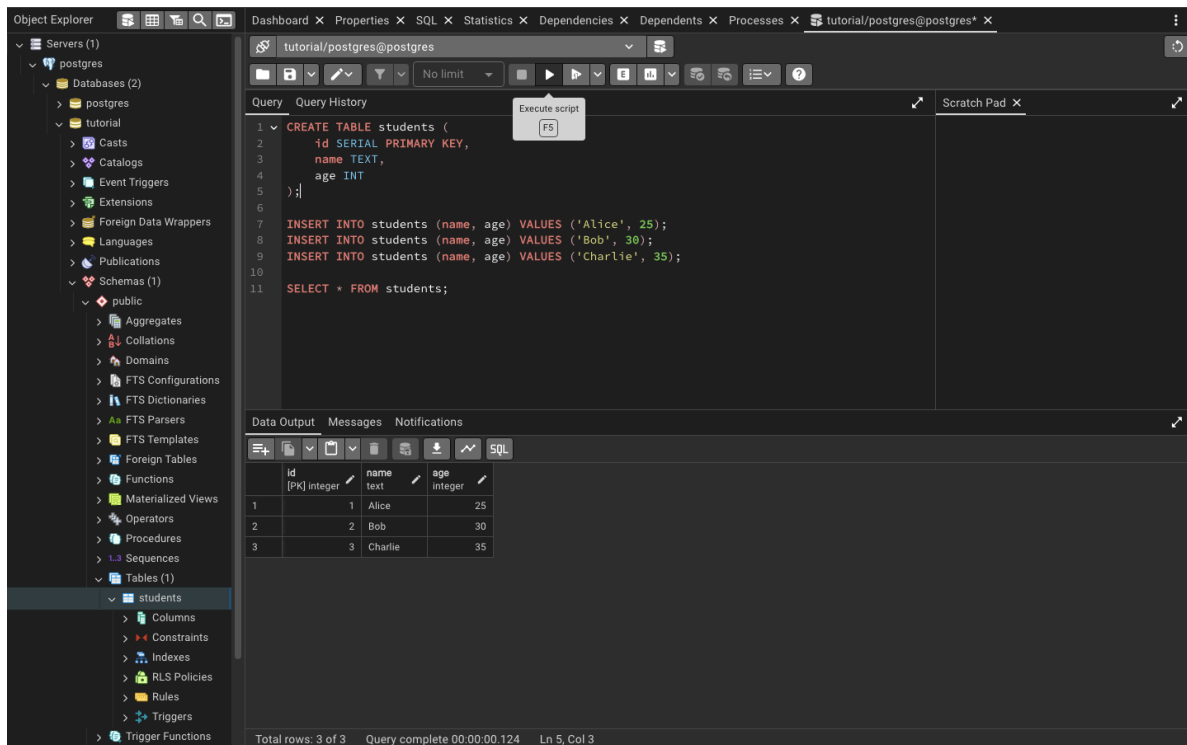 Object Explorer
Servers (1)
postgres
Databases (2)
postgres
tutorial
Casts
Catalogs
Event Triggers
Extensions
Foreign Data Wrappers
Languages
Publications
Schemas (1)
public
Aggregates
Collations
Domains
FTS Configurations
FTS Dictionaries
Aa FTS Parsers
FTS Templates
Foreign Tables
Functions
Materialized Views
Operators
Procedures
1..3 Sequences
Tables (1)
students
Columns
Constraints
Indexes
RLS Policies
Rules
Triggers
Trigger Functions
Dashboard Properties SQL Statistics Dependencies Dependents Processes tutorial/postgres@postgres*
tutorial/postgres@postgres
No limit E
Query Query History
Execute script
F5
Scratch Pad
1 CREATE TABLE students (
2 id SERIAL PRIMARY KEY,
3 name TEXT,
4 age INT
5 );
6
7 INSERT INTO students (name, age) VALUES ('Alice', 25);
8 INSERT INTO students (name, age) VALUES ('Bob', 30);
9 INSERT INTO students (name, age) VALUES ('Charlie', 35);
10
11 SELECT * FROM students;
Data Output Messages Notifications
SQL
id name age
[PK] integer text integer
1 1 Alice 25
2 2 Bob 30
3 3 Charlie 35
Total rows: 3 of 3 Query complete 00:00:00.124 Ln 5, Col 3